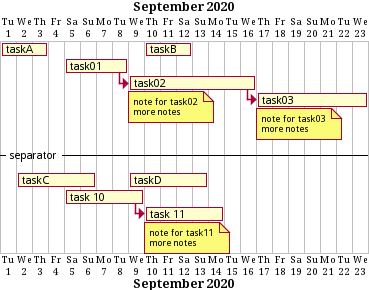 September 2020
Tu We Th Fr Sa Su Mo Tu We Th Fr Sa Su Mo Tu We Th Fr Sa Su Mo Tu We
1 2 3 4 5 6 7 8 9 10 11 12 13 14 15 16 17 18 19 20 21 22 23
taskA taskB
task01
task02
note for task02
more notes
task03
note for task03
more notes
separator
taskC taskD
task 10
task 11
note for task11
more notes
Tu We Th Fr Sa Su Mo Tu We Th Fr Sa Su Mo Tu We Th Fr Sa Su Mo Tu We
1 2 3 4 5 6 7 8 9 10 11 12 13 14 15 16 17 18 19 20 21 22 23
September 2020